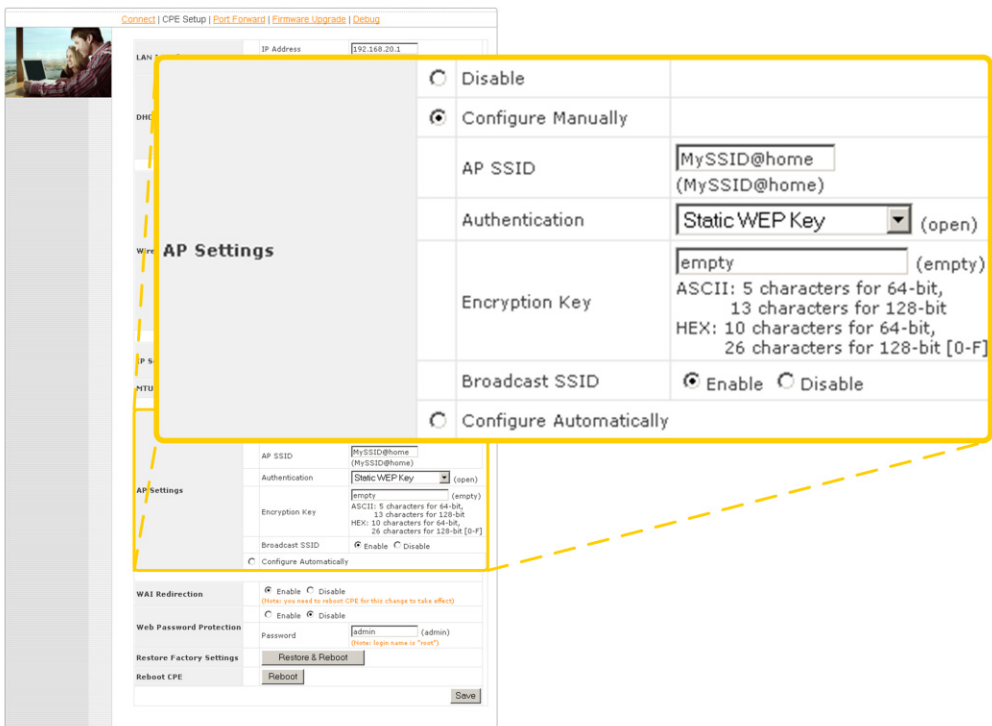 Connect | CPE Setup | Port Forward | Firmware Upgrade | Debug
IP Address 192.168.20.1
LAN
Disable
Configure Manually
AP SSID MySSID@home
(MySSID@home)
Authentication Static WEP Key (open)
AP Settings
Encryption Key empty (empty)
ASCII: 5 characters for 64-bit,
13 characters for 128-bit
HEX: 10 characters for 64-bit,
26 characters for 128-bit [0-F]
Broadcast SSID Enable Disable
Configure Automatically
MTU
AP SSID MySSID@home
(MySSID@home)
Authentication Static WEP Key (open)
AP Settings
Encryption Key empty (empty)
ASCII: 5 characters for 64-bit,
13 characters for 128-bit
HEX: 10 characters for 64-bit,
26 characters for 128-bit [0-F]
Broadcast SSID Enable Disable
Configure Automatically
WAI Redirection Enable Disable
(Note: you need to reboot CPE for this change to take effect)
Enable Disable
Web Password Protection
Password admin (admin)
(Note: login name is "root")
Restore Factory Settings Restore & Reboot
Reboot CPE Reboot
Save